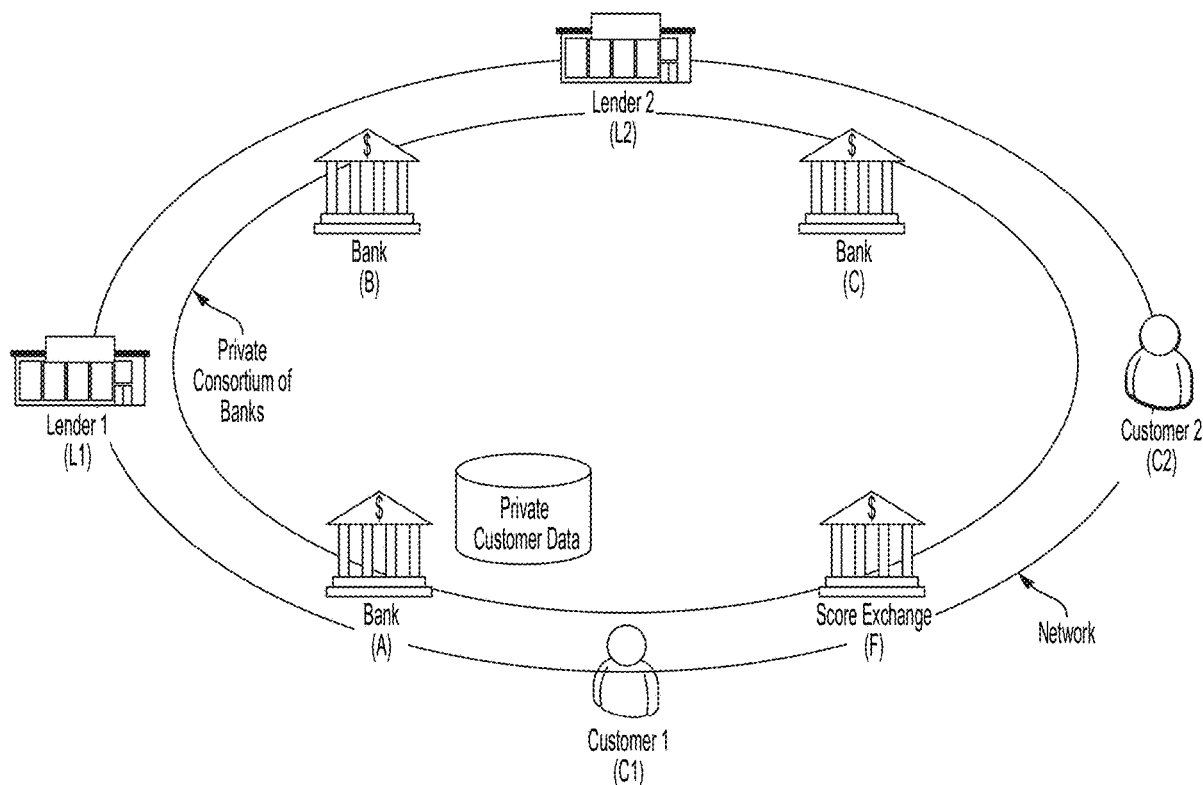 Lender 2
(L2)
$
Bank
(B)
$
Bank
(C)
Private
Consortium of
Banks
Lender 1
(L1)
Customer 2
(C2)
$
Bank
(A)
Private
Customer Data
$
Score Exchange
(F)
Network
Customer 1
(C1)